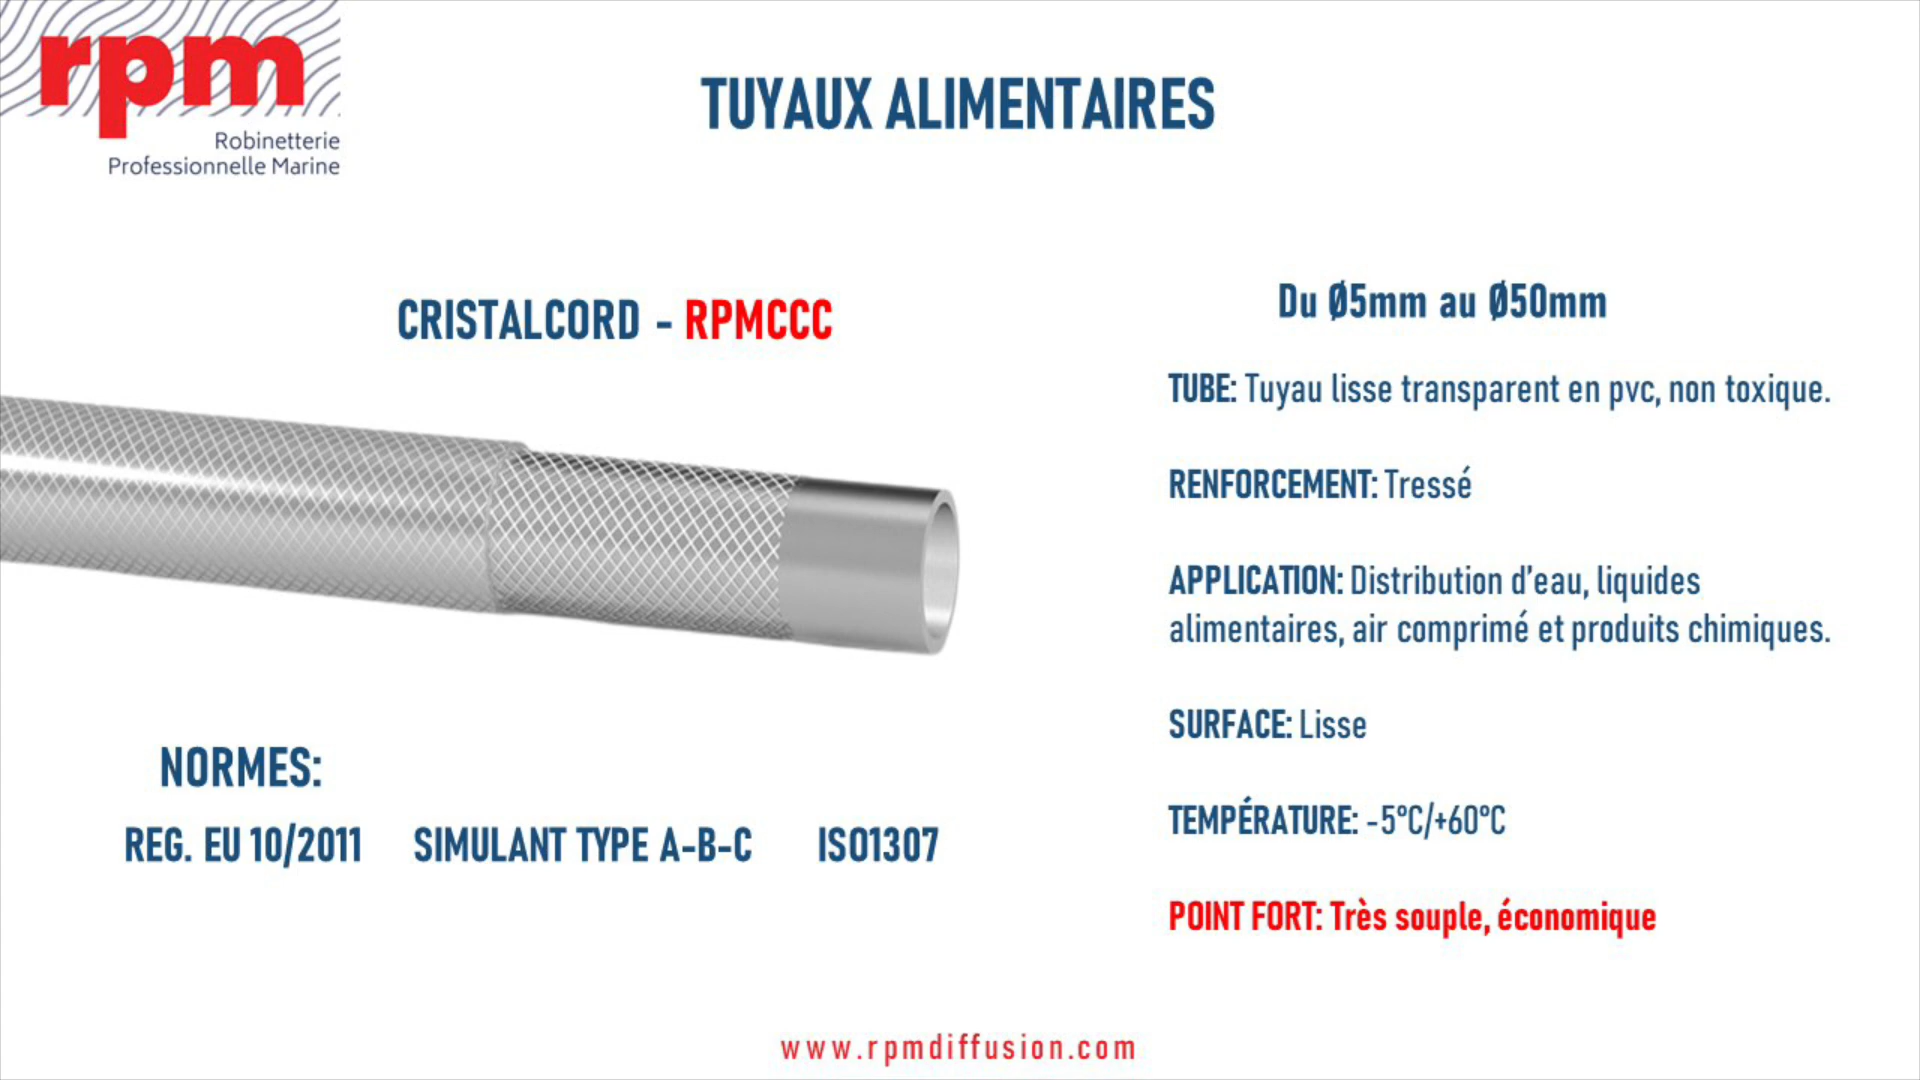 rpm
Robinetterie
Professionnelle Marine
TUYAUX ALIMENTAIRES
CRISTALCORD - RPMCCC
NORMES:
REG. EU 10/2011 SIMULANT TYPE A-B-C ISO1307
Du Ø5mm au Ø50mm
TUBE: Tuyau lisse transparent en pvc, non toxique.
RENFORCEMENT: Tressé
APPLICATION: Distribution d'eau, liquides
alimentaires, air comprimé et produits chimiques.
SURFACE: Lisse
TEMPÉRATURE: -5°C/+60°C
POINT FORT: Très souple, économique
www.rpmdiffusion.com